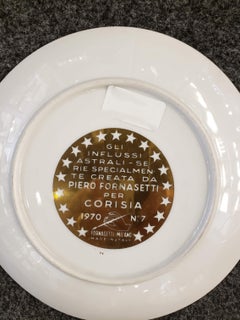 GLI
INFLUSSI
ASTRALI-SE
RIE SPECIALMEN
TE CREATA DA
PIERO FORNASETTI
PER
CORISIA
1970 N°7
FORNASETTI-MILANO
MADE IN ITALY